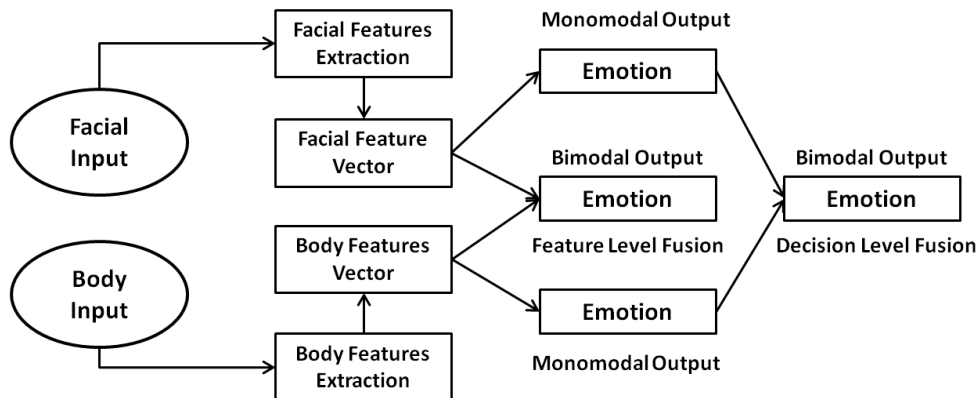 Facial Features
Extraction
Monomodal Output
Emotion
Facial
Input
Facial Feature
Vector
Bimodal Output
Emotion
Feature Level Fusion
Bimodal Output
Emotion
Decision Level Fusion
Body
Input
Body Features
Vector
Emotion
Monomodal Output
Body Features
Extraction